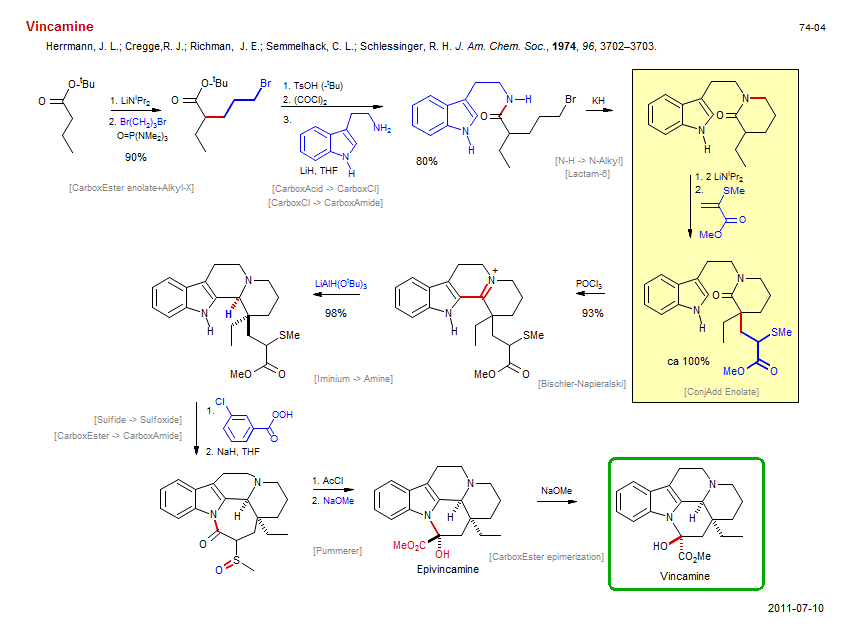 Vincamine
74-04
Herrmann, J. L.; Cregge,R. J.; Richman, J. E.; Semmelhack, C. L.; Schlessinger, R. H. J. Am. Chem. Soc., 1974, 96, 3702–3703.
O-tBu
O
1. LiNiPr2
2. Br(CH2)3Br
O=P(NMe2)3
90%
[CarboxEster enolate+Alkyl-X]
O-tBu
Br
O
1. TsOH (-tBu)
2. (COCl)2
3.
NH2
N
H
LiH, THF
[CarboxAcid -> CarboxCl]
[CarboxCl -> CarboxAmide]
N-H
Br
O
N
H
80%
KH
[N-H -> N-Alkyl]
[Lactam-6]
N
O
N
H
1. 2 LiNiPr2
2.
SMe
O
MeO
N
O
N
H
SMe
MeO
O
ca 100%
[ConjAdd Enolate]
POCl3
93%
[Bischler-Napieralski]
+
N
N
H
SMe
MeO
O
LiAlH(OtBu)3
98%
[Iminium -> Amine]
N
H
N
H
SMe
MeO
O
[Sulfide -> Sulfoxide]
[CarboxEster -> CarboxAmide]
1.
Cl
OOH
O
2. NaH, THF
N
N
H
O
S
O
1. AcCl
2. NaOMe
[Pummerer]
N
N
H
MeO2C
OH
Epivincamine
NaOMe
[CarboxEster epimerization]
N
N
H
HO
CO2Me
Vincamine
2011-07-10